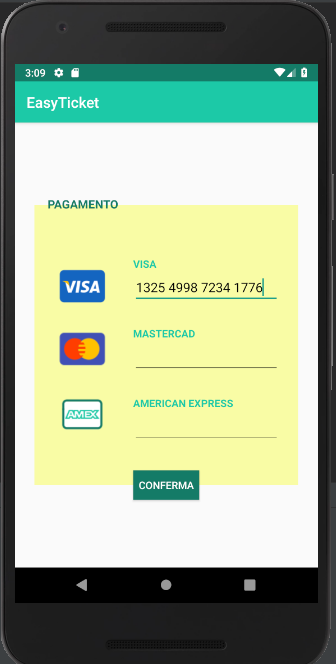 3:09
EasyTicket
PAGAMENTO
VISA
VISA
1325 4998 7234 1776
MASTERCAD
AMEX
AMERICAN EXPRESS
CONFERMA